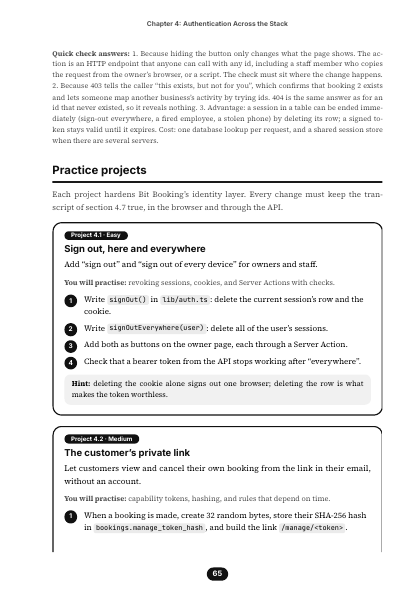 Chapter 4: Authentication Across the Stack
Quick check answers: 1. Because hiding the button only changes what the page shows. The ac-
tion is an HTTP endpoint that anyone can call with any id, including a staff member who copies
the request from the owner's browser, or a script. The check must sit where the change happens.
2. Because 403 tells the caller “this exists, but not for you”, which confirms that booking 2 exists
and lets someone map another business's activity by trying ids. 404 is the same answer as for an
id that never existed, so it reveals nothing. 3. Advantage: a session in a table can be ended imme-
diately (sign-out everywhere, a fired employee, a stolen phone) by deleting its row; a signed to-
ken stays valid until it expires. Cost: one database lookup per request, and a shared session store
when there are several servers.
Practice projects
Each project hardens Bit Booking's identity layer. Every change must keep the tran-
script of section 4.7 true, in the browser and through the API.
Project 4.1 · Easy
Sign out, here and everywhere
Add “sign out” and “sign out of every device” for owners and staff.
You will practise: revoking sessions, cookies, and Server Actions with checks.
1 Write signOut() in lib/auth.ts: delete the current session's row and the
cookie.
2 Write signOutEverywhere(user): delete all of the user's sessions.
3 Add both as buttons on the owner page, each through a Server Action.
4 Check that a bearer token from the API stops working after “everywhere”.
Hint: deleting the cookie alone signs out one browser; deleting the row is what
makes the token worthless.
Project 4.2 · Medium
The customer's private link
Let customers view and cancel their own booking from the link in their email,
without an account.
You will practise: capability tokens, hashing, and rules that depend on time.
1 When a booking is made, create 32 random bytes, store their SHA-256 hash
in bookings.manage_token_hash, and build the link /manage/<token>.
65